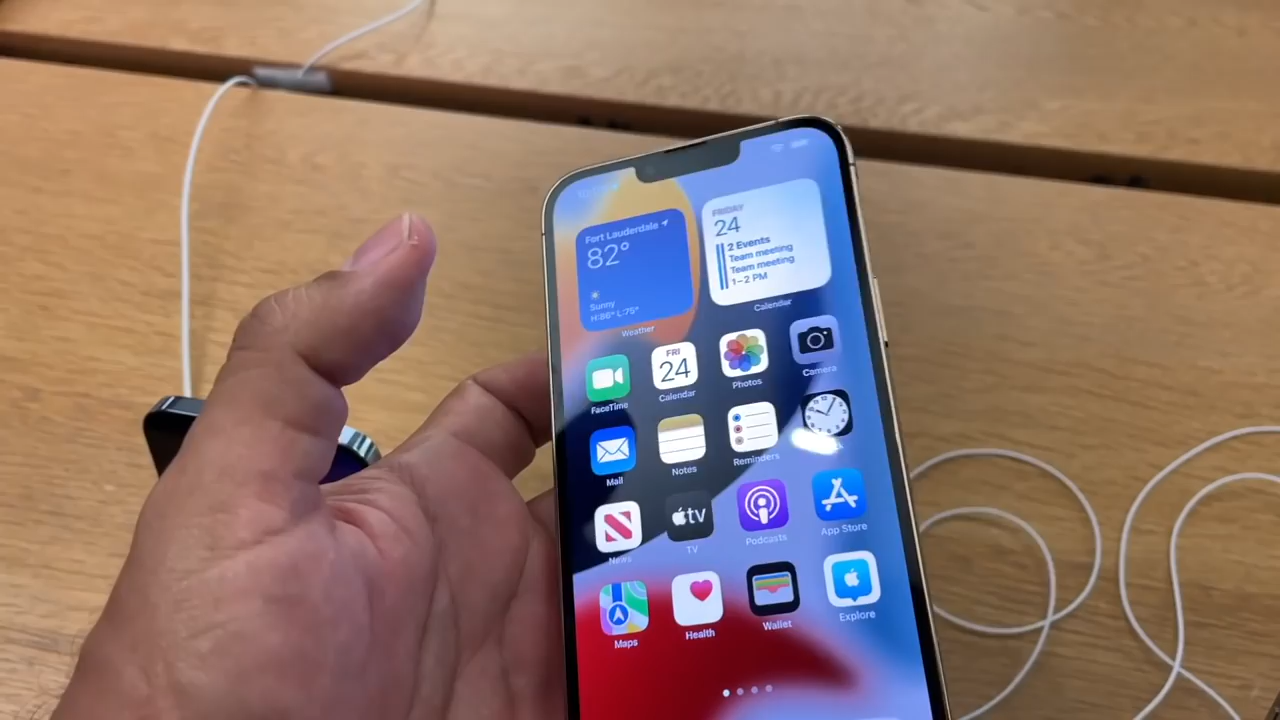 Fort Lauderdale
82°
Sunny
H:86° L:75°
Weather
FRIDAY
24
2 Events
Team meeting
Team meeting
1–2 PM
Calendar
FaceTime
FRI
24
Calendar
Photos
Camera
Mail
Notes
Reminders
News
tv
TV
Podcasts
App Store
Maps
Health
Wallet
Explore